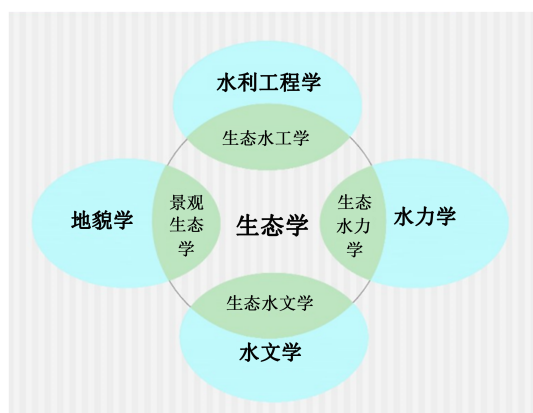 水利工程学
生态水工学
地貌学
景观
生态
学
生态学
生态
水力
学
水力学
生态水文学
水文学